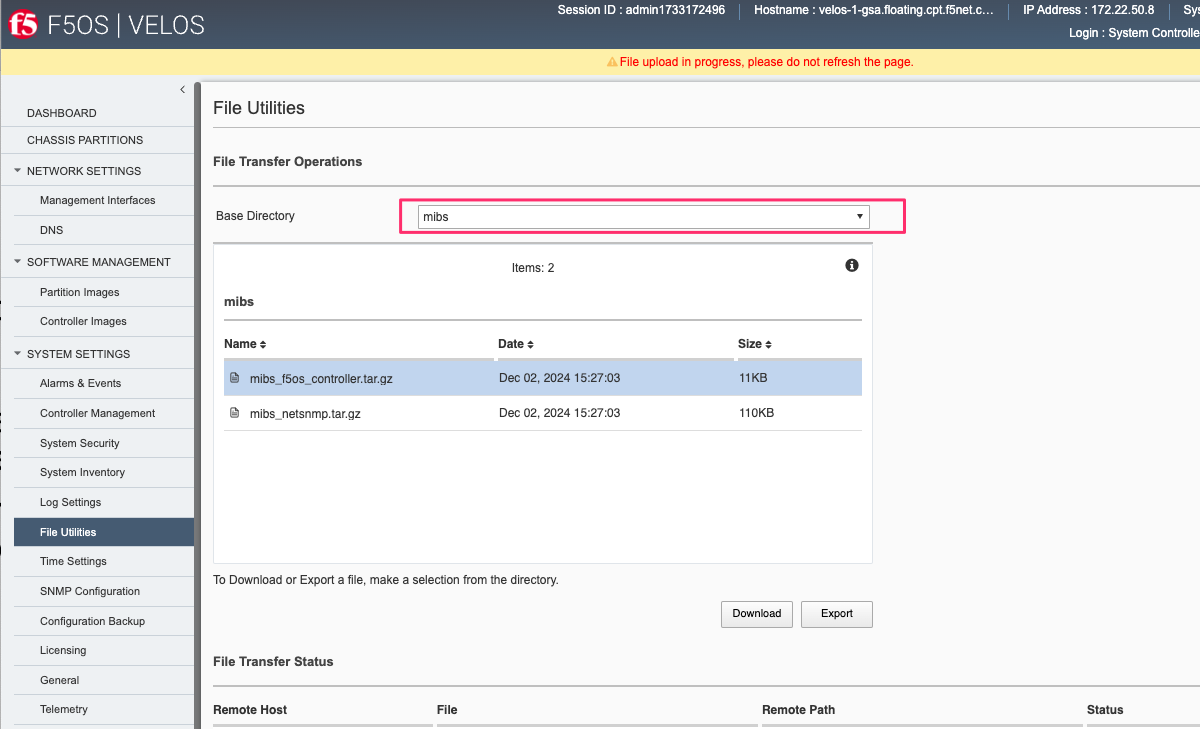 Session ID : admin1733172496
Hostname : velos-1-gsa.floating.cpt.f5net.c...
IP Address : 172.22.50.8
Sys
f5 F5OS | VELOS
Login : System Controlle
File upload in progress, please do not refresh the page.
DASHBOARD
CHASSIS PARTITIONS
NETWORK SETTINGS
Management Interfaces
DNS
SOFTWARE MANAGEMENT
Partition Images
Controller Images
SYSTEM SETTINGS
Alarms & Events
Controller Management
System Security
System Inventory
Log Settings
File Utilities
Time Settings
SNMP Configuration
Configuration Backup
Licensing
General
Telemetry
File Utilities
File Transfer Operations
Base Directory mibs
Items: 2
mibs
Name Date Size
mibs_f5os_controller.tar.gz Dec 02, 2024 15:27:03 11KB
mibs_netsnmp.tar.gz Dec 02, 2024 15:27:03 110KB
To Download or Export a file, make a selection from the directory.
Download Export
File Transfer Status
Remote Host File Remote Path Status